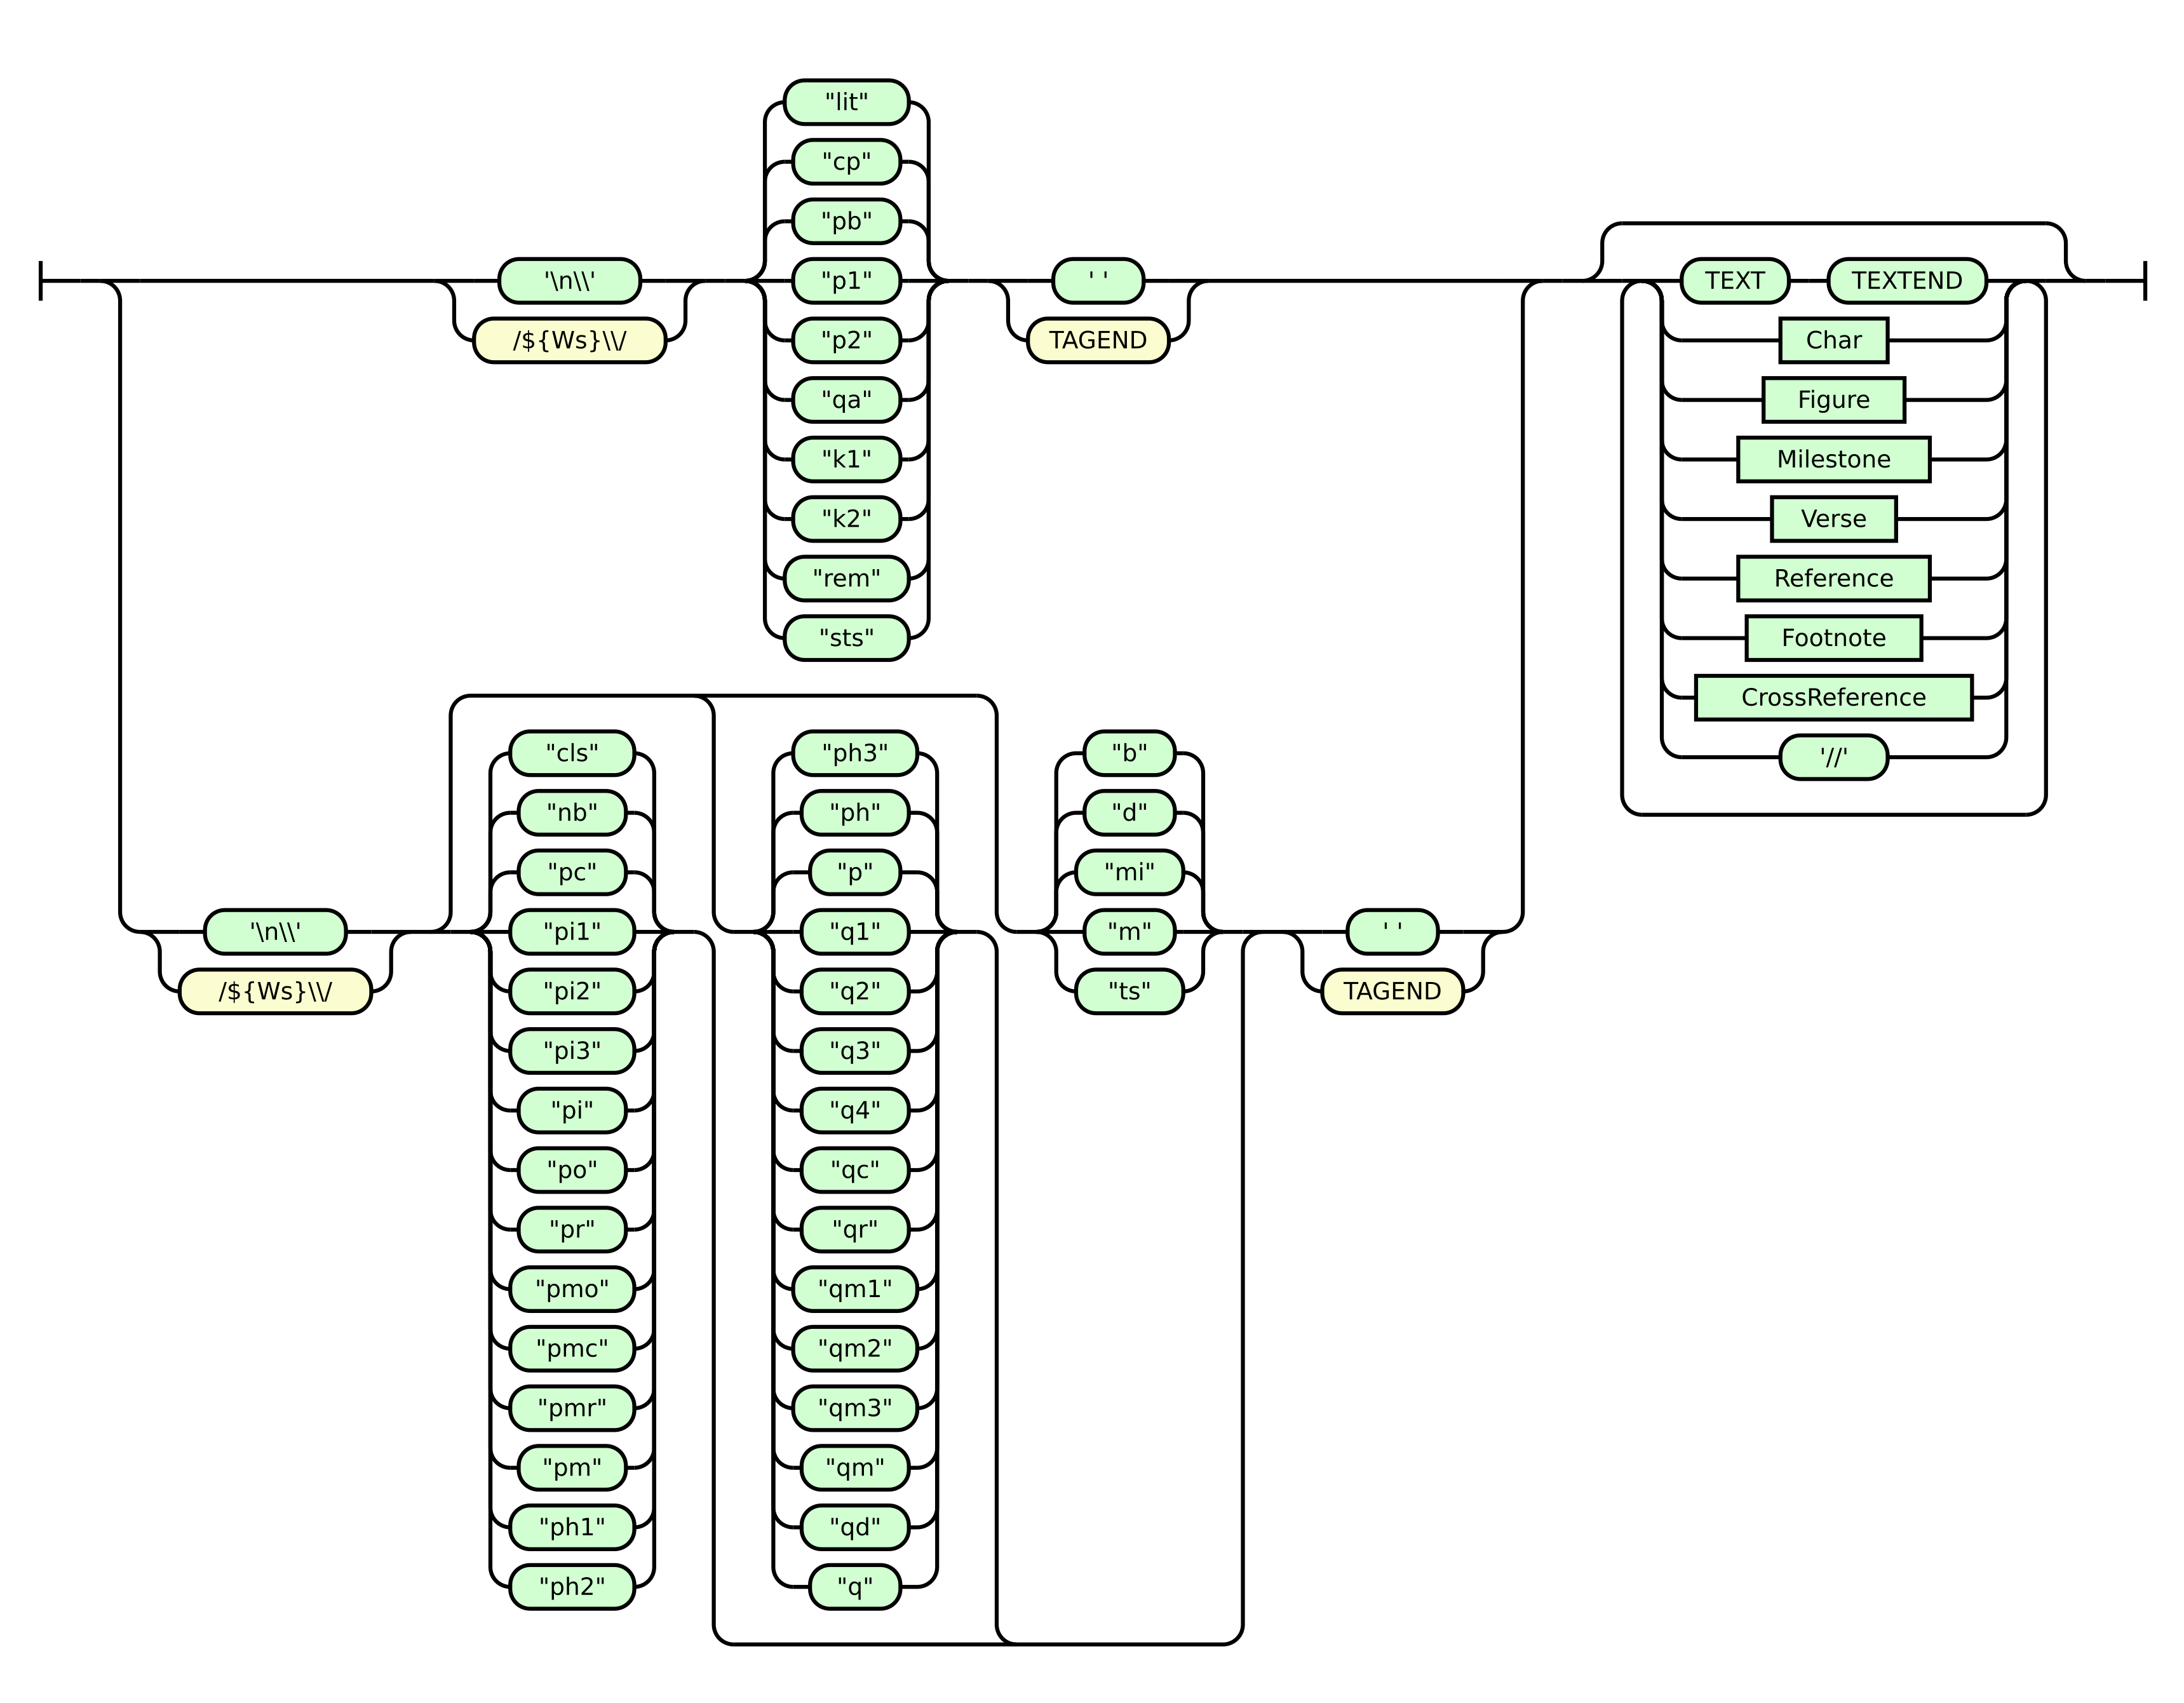 "lit"
"cp"
"pb"
'\n\\'
"p1"
' '
TEXT
TEXTEND
/${Ws}\\/
"p2"
TAGEND
Char
"qa"
Figure
"k1"
Milestone
"k2"
Verse
"rem"
Reference
"sts"
Footnote
CrossReference
'//'
"cls"
"ph3"
"b"
"nb"
"ph"
"d"
"pc"
"p"
"mi"
'\n\\'
"pi1"
"q1"
"m"
' '
/${Ws}\\/
"pi2"
"q2"
"ts"
TAGEND
"pi3"
"q3"
"pi"
"q4"
"po"
"qc"
"pr"
"qr"
"pmo"
"qm1"
"pmc"
"qm2"
"pmr"
"qm3"
"pm"
"qm"
"ph1"
"qd"
"ph2"
"q"